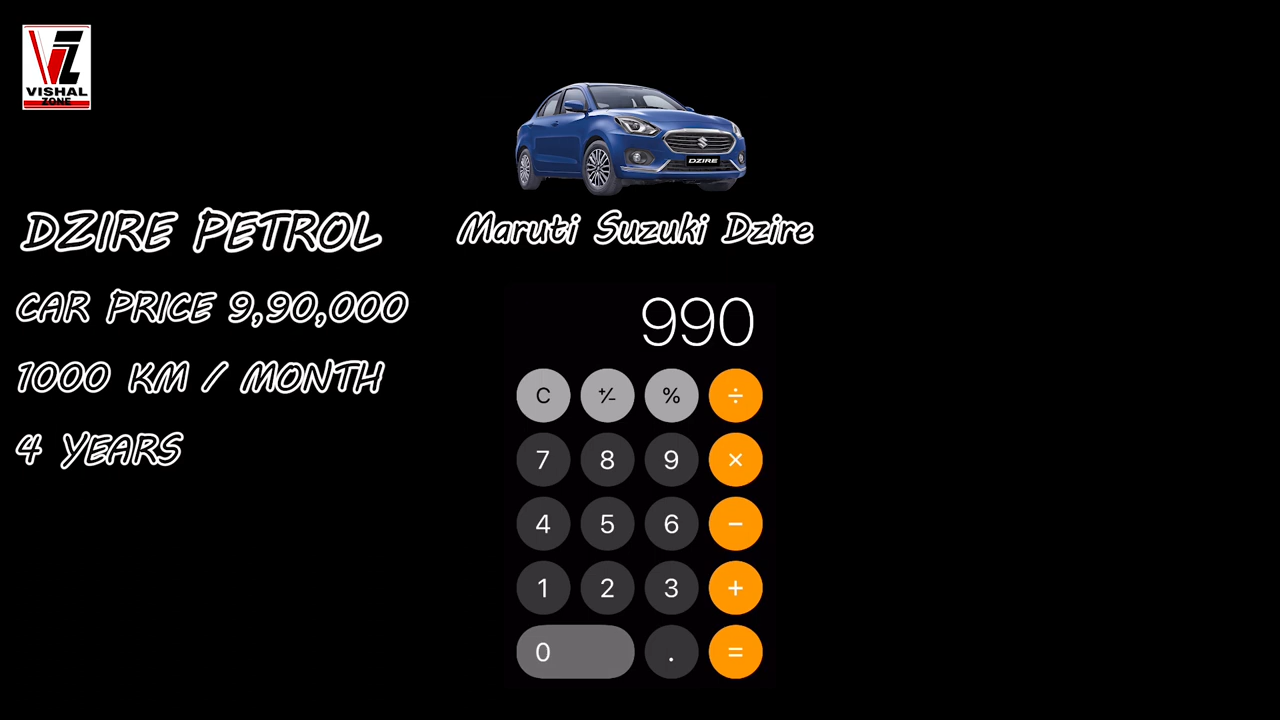 VZ
VISHAL
ZONE
DZIRE
DZIRE PETROL
Maruti Suzuki Dzire
CAR PRICE 9,90,000
1000 KM / MONTH
4 YEARS
990
C +/- % ÷
7 8 9 ×
4 5 6 −
1 2 3 +
0 . =